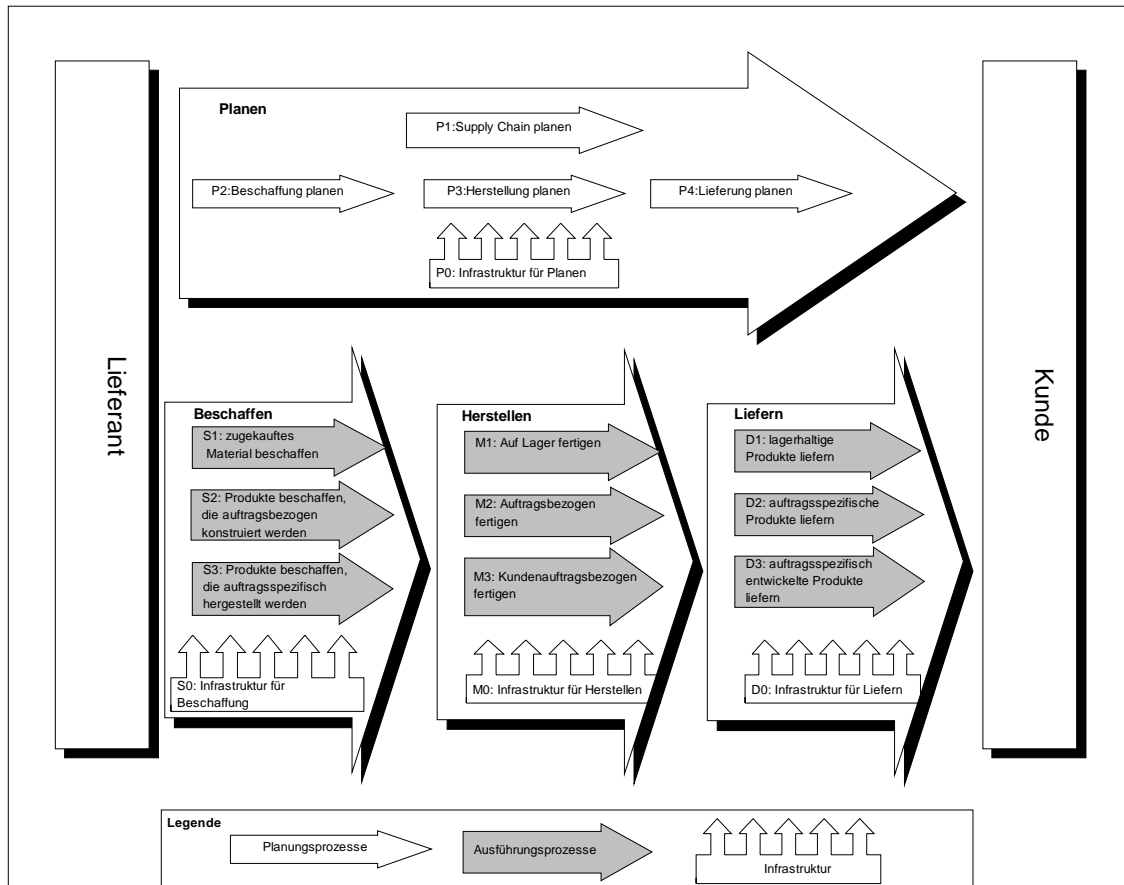 Planen
P1:Supply Chain planen
P2:Beschaffung planen
P3:Herstellung planen
P4:Lieferung planen
P0: Infrastruktur für Planen
Lieferant
Kunde
Beschaffen
S1: zugekauftes
Material beschaffen
S2: Produkte beschaffen,
die auftragsbezogen
konstruiert werden
S3: Produkte beschaffen,
die auftragsspezifisch
hergestellt werden
S0: Infrastruktur für
Beschaffung
Herstellen
M1: Auf Lager fertigen
M2: Auftragsbezogen
fertigen
M3: Kundenauftragsbezogen
fertigen
M0: Infrastruktur für Herstellen
Liefern
D1: lagerhaltige
Produkte liefern
D2: auftragsspezifische
Produkte liefern
D3: auftragsspezifisch
entwickelte Produkte
liefern
D0: Infrastruktur für Liefern
Legende
Planungsprozesse
Ausführungsprozesse
Infrastruktur